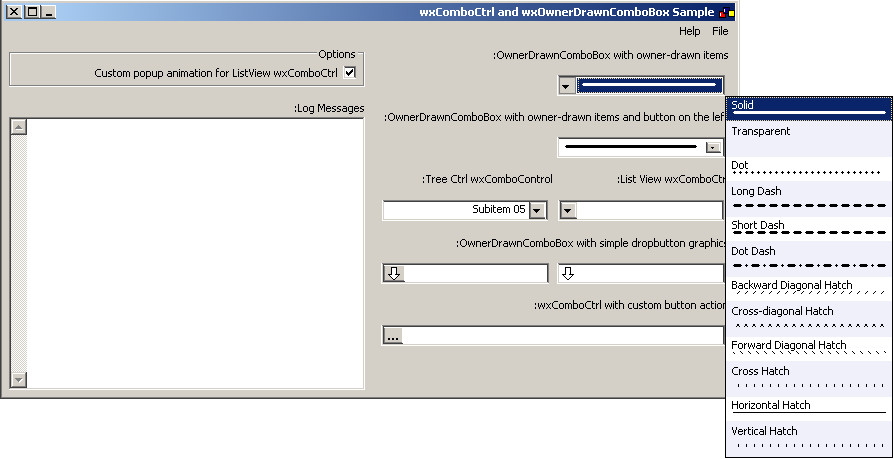 wxComboCtrl and wxOwnerDrawnComboBox Sample
Help File
Options
Custom popup animation for ListView wxComboCtrl
:Log Messages
:OwnerDrawnComboBox with owner-drawn items
:OwnerDrawnComboBox with owner-drawn items and button on the lef
:Tree Ctrl wxComboControl
:List View wxComboCtr
Subitem 05
:OwnerDrawnComboBox with simple dropbutton graphics
:wxComboCtrl with custom button action
...
Solid
Transparent
Dot
Long Dash
Short Dash
Dot Dash
Backward Diagonal Hatch
Cross-diagonal Hatch
Forward Diagonal Hatch
Cross Hatch
Horizontal Hatch
Vertical Hatch